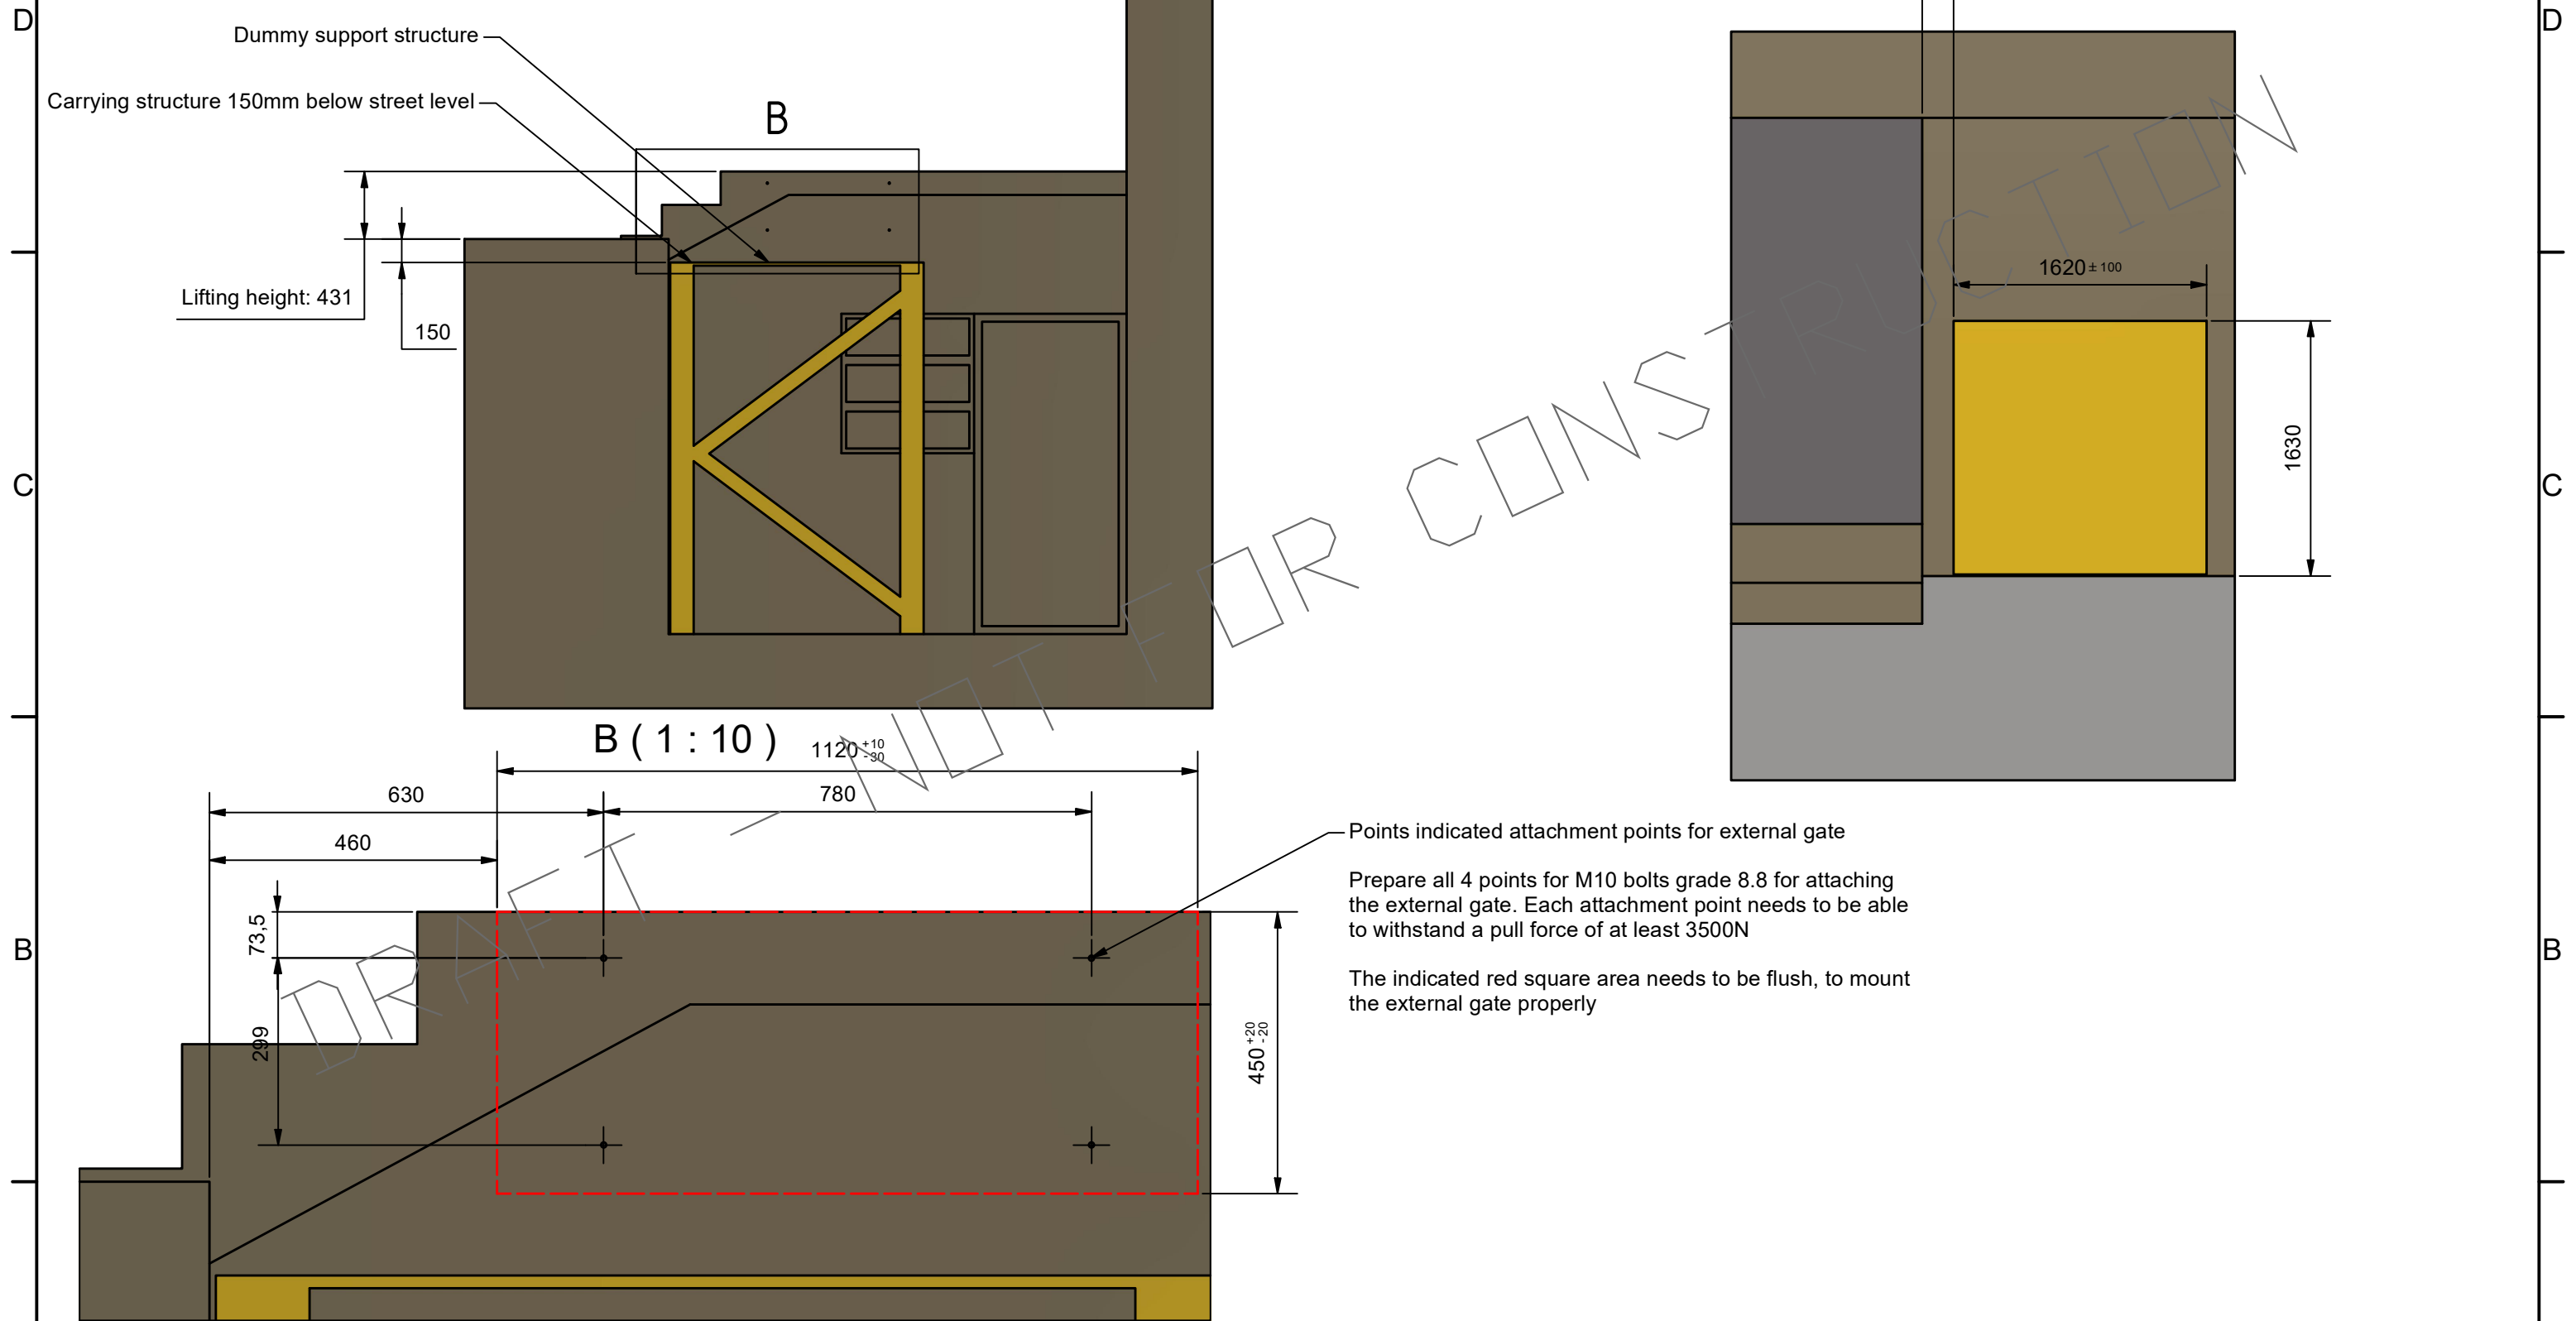 D
D
Dummy support structure
Carrying structure 150mm below street level
B
Lifting height: 431
150
1620 ± 100
1630
C
C
B ( 1 : 10 )
1120 +10 -30
630
780
460
73,5
299
450 +20 -20
Points indicated attachment points for external gate
Prepare all 4 points for M10 bolts grade 8.8 for attaching
the external gate. Each attachment point needs to be able
to withstand a pull force of at least 3500N
The indicated red square area needs to be flush, to mount
the external gate properly
B
B
DRAFT - NOT FOR CONSTRUCTION